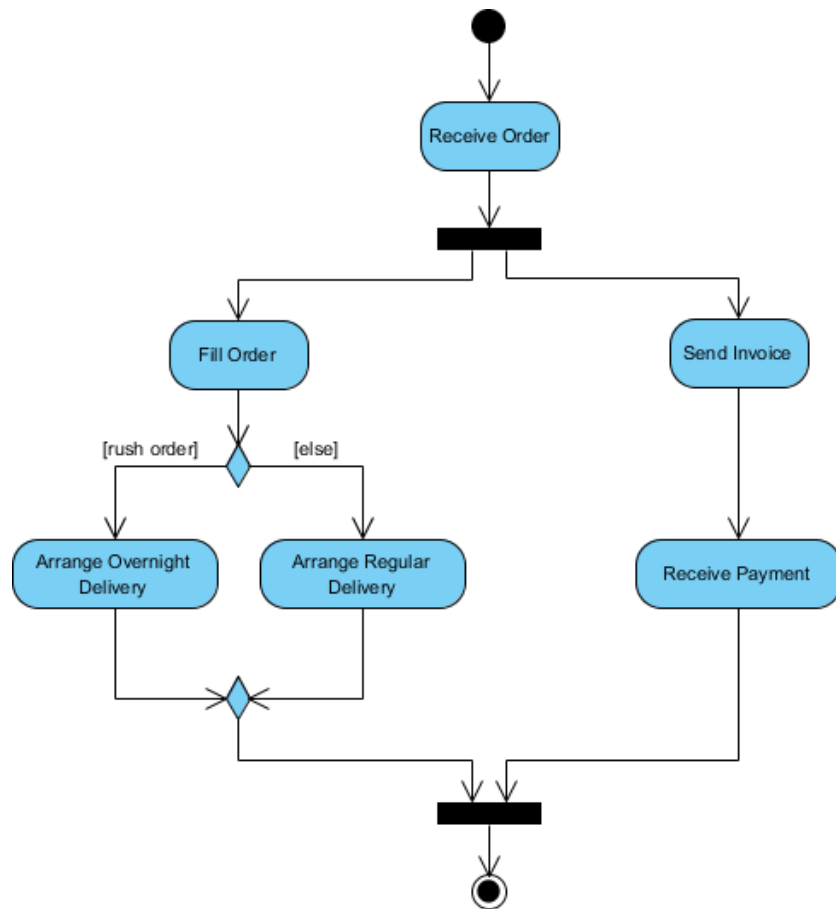 Receive Order
Fill Order
Send Invoice
[rush order]
[else]
Arrange Overnight
Delivery
Arrange Regular
Delivery
Receive Payment